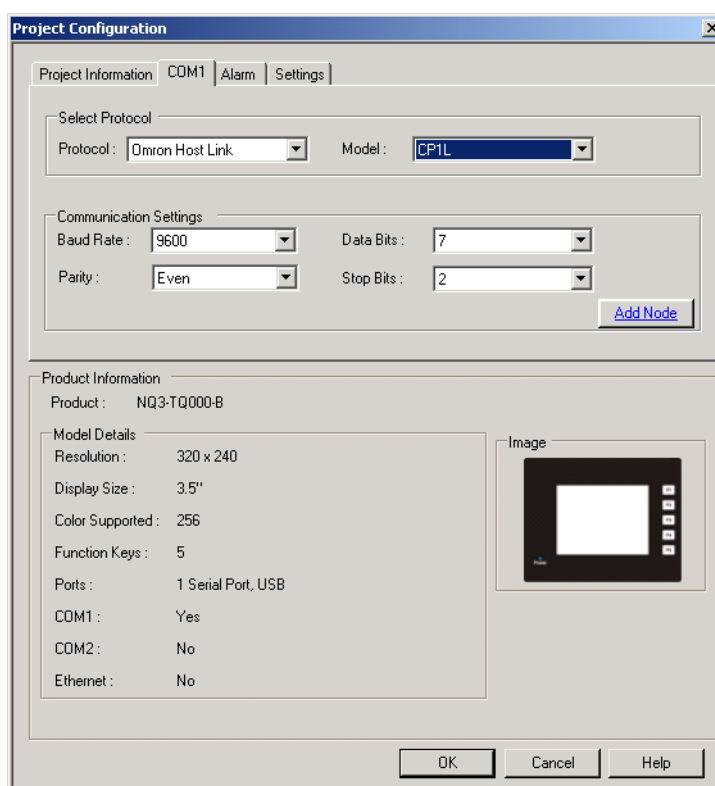 Project Configuration
Project Information COM1 Alarm Settings
Select Protocol
Protocol : Omron Host Link Model : CP1L
Communication Settings
Baud Rate : 9600 Data Bits : 7
Parity : Even Stop Bits : 2
Add Node
Product Information
Product : NQ3-TQ000-B
Model Details
Image
Resolution : 320 x 240
Display Size : 3.5"
Color Supported : 256
Function Keys : 5
Ports : 1 Serial Port, USB
COM1 : Yes
COM2 : No
Ethernet : No
OK Cancel Help